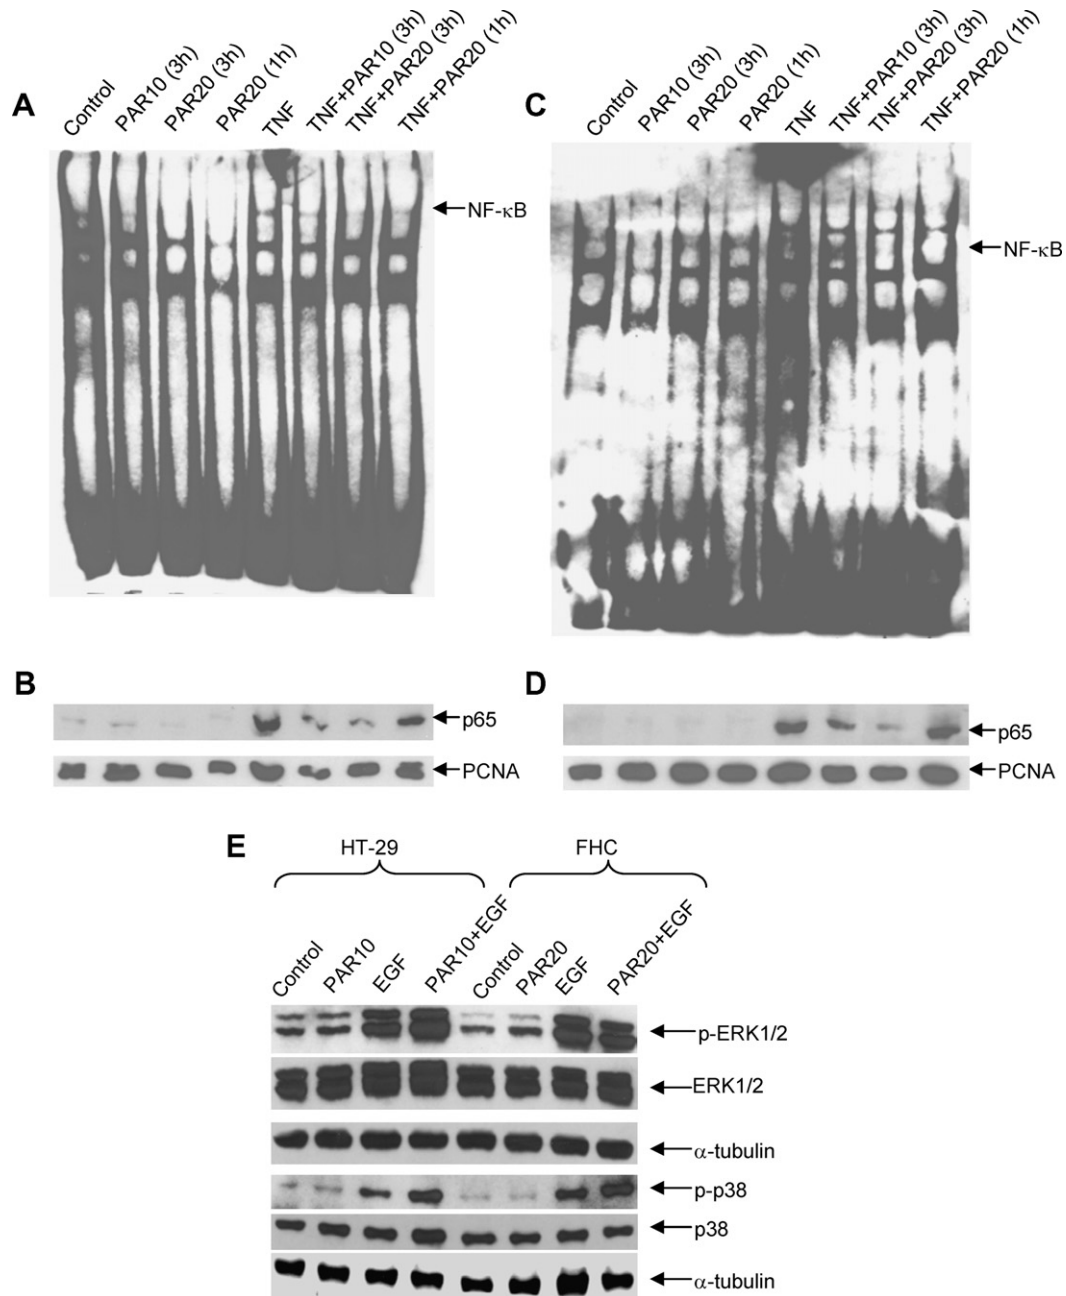 A
Control
PAR10 (3h)
PAR20 (3h)
PAR20 (1h)
TNF
TNF+PAR10 (3h)
TNF+PAR20 (3h)
TNF+PAR20 (1h)
NF-κB
C
Control
PAR10 (3h)
PAR20 (3h)
PAR20 (1h)
TNF
TNF+PAR10 (3h)
TNF+PAR20 (3h)
TNF+PAR20 (1h)
NF-κB
B
p65
PCNA
D
p65
PCNA
E
HT-29
FHC
Control
PAR10
EGF
PAR10+EGF
Control
PAR20
EGF
PAR20+EGF
p-ERK1/2
ERK1/2
α-tubulin
p-p38
p38
α-tubulin